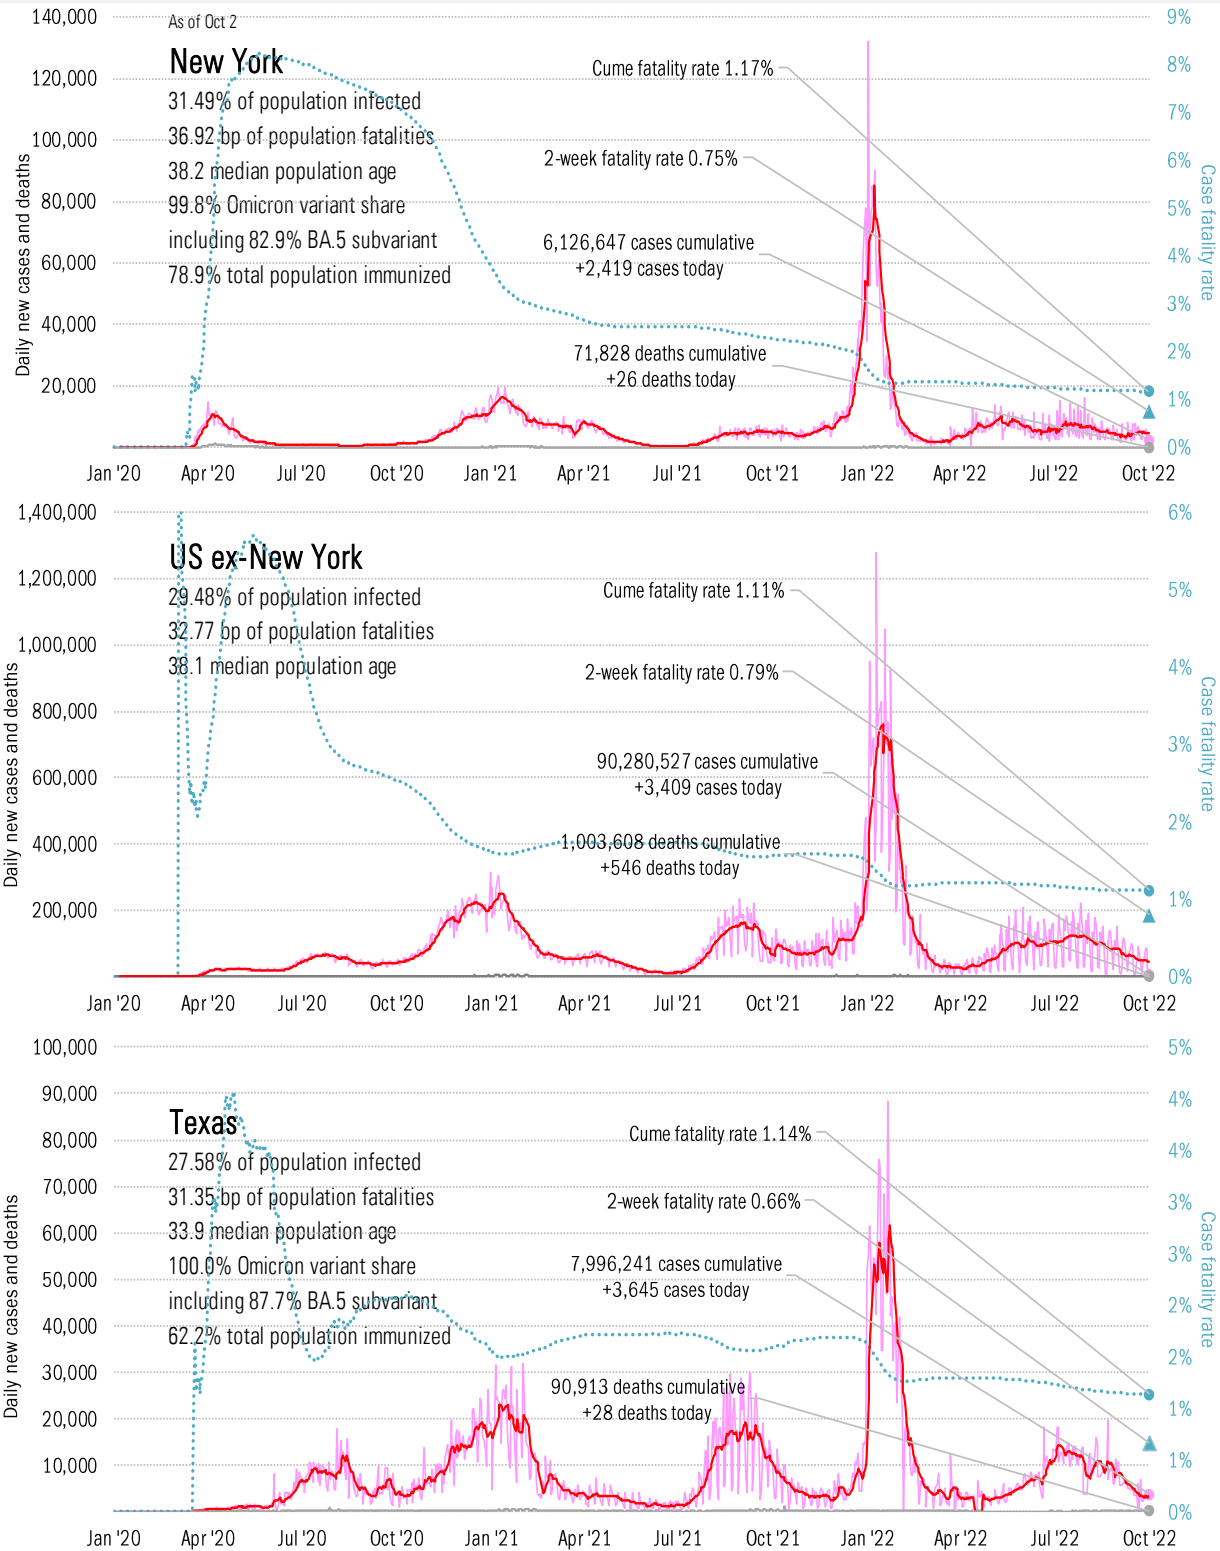 As of Oct 2
New York
31.49% of population infected
36.92 bp of population fatalities
38.2 median population age
99.8% Omicron variant share
including 82.9% BA.5 subvariant
78.9% total population immunized
Cume fatality rate 1.17%
2-week fatality rate 0.75%
6,126,647 cases cumulative
+2,419 cases today
71,828 deaths cumulative
+26 deaths today
Daily new cases and deaths
140,000
120,000
100,000
80,000
60,000
40,000
20,000
9%
8%
7%
6%
5%
4%
3%
2%
1%
0%
Case fatality rate
Jan '20 Apr '20 Jul '20 Oct '20 Jan '21 Apr '21 Jul '21 Oct '21 Jan '22 Apr '22 Jul '22 Oct '22
US ex-New York
29.48% of population infected
32.77 bp of population fatalities
38.1 median population age
Cume fatality rate 1.11%
2-week fatality rate 0.79%
90,280,527 cases cumulative
+3,409 cases today
1,003,608 deaths cumulative
+546 deaths today
Daily new cases and deaths
1,400,000
1,200,000
1,000,000
800,000
600,000
400,000
200,000
6%
5%
4%
3%
2%
1%
0%
Case fatality rate
Jan '20 Apr '20 Jul '20 Oct '20 Jan '21 Apr '21 Jul '21 Oct '21 Jan '22 Apr '22 Jul '22 Oct '22
Texas
27.58% of population infected
31.35 bp of population fatalities
33.9 median population age
100.0% Omicron variant share
including 87.7% BA.5 subvariant
62.2% total population immunized
Cume fatality rate 1.14%
2-week fatality rate 0.66%
7,996,241 cases cumulative
+3,645 cases today
90,913 deaths cumulative
+28 deaths today
Daily new cases and deaths
100,000
90,000
80,000
70,000
60,000
50,000
40,000
30,000
20,000
10,000
5%
4%
4%
3%
3%
2%
2%
1%
1%
0%
Case fatality rate
Jan '20 Apr '20 Jul '20 Oct '20 Jan '21 Apr '21 Jul '21 Oct '21 Jan '22 Apr '22 Jul '22 Oct '22